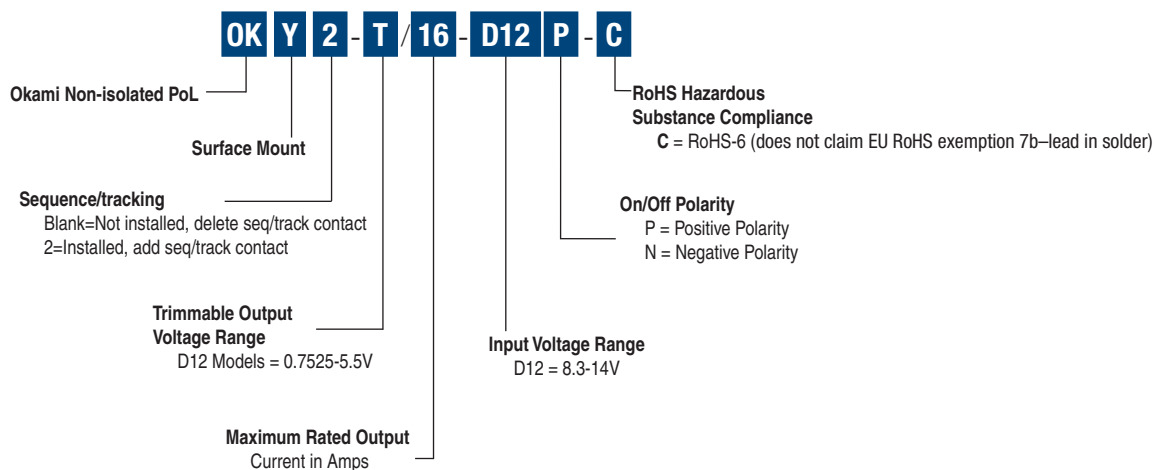 OK Y 2 - T / 16 - D12 P - C
Okami Non-isolated PoL
Surface Mount
Sequence/tracking
Blank=Not installed, delete seq/track contact
2=Installed, add seq/track contact
Trimmable Output
Voltage Range
D12 Models = 0.7525-5.5V
Maximum Rated Output
Current in Amps
Input Voltage Range
D12 = 8.3-14V
On/Off Polarity
P = Positive Polarity
N = Negative Polarity
RoHS Hazardous
Substance Compliance
C = RoHS-6 (does not claim EU RoHS exemption 7b–lead in solder)